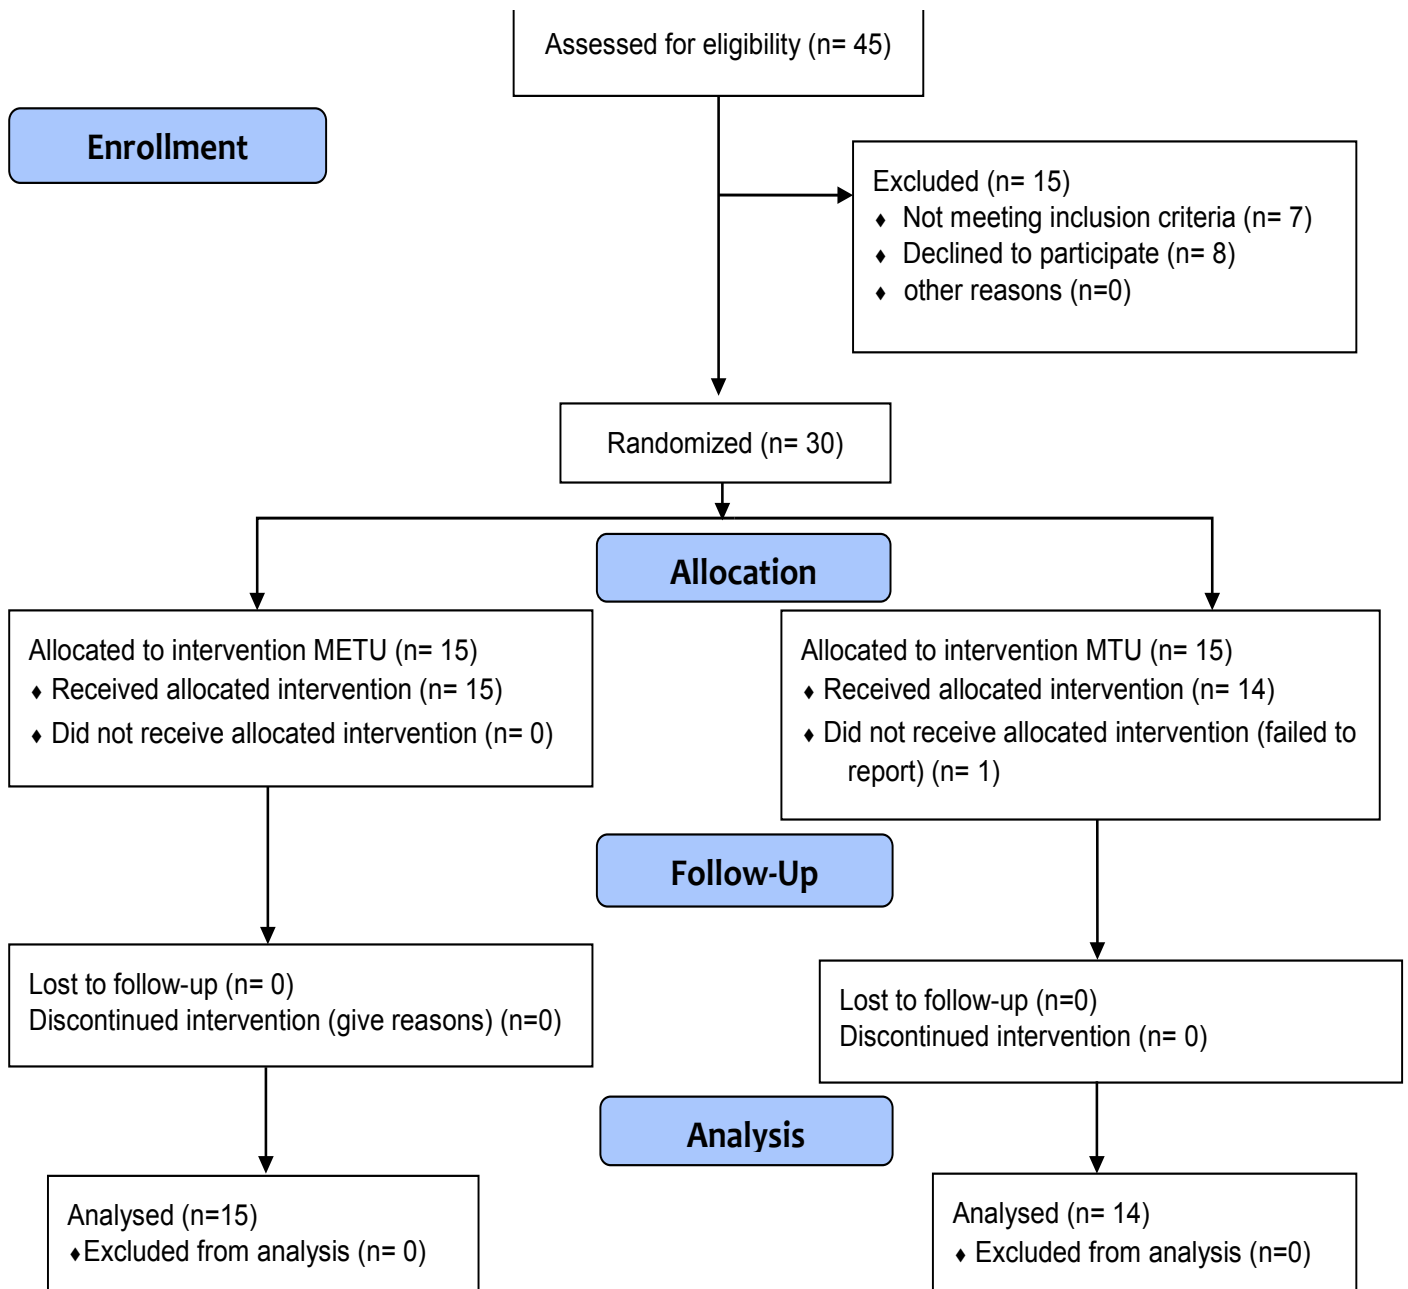 Assessed for eligibility (n= 45)
Enrollment
Excluded (n= 15)
♦ Not meeting inclusion criteria (n= 7)
♦ Declined to participate (n= 8)
♦ other reasons (n=0)
Randomized (n= 30)
Allocation
Allocated to intervention METU (n= 15)
♦ Received allocated intervention (n= 15)
♦ Did not receive allocated intervention (n= 0)
Allocated to intervention MTU (n= 15)
♦ Received allocated intervention (n= 14)
♦ Did not receive allocated intervention (failed to
report) (n= 1)
Follow-Up
Lost to follow-up (n= 0)
Discontinued intervention (give reasons) (n=0)
Lost to follow-up (n=0)
Discontinued intervention (n= 0)
Analysis
Analysed (n=15)
♦Excluded from analysis (n= 0)
Analysed (n= 14)
♦ Excluded from analysis (n=0)